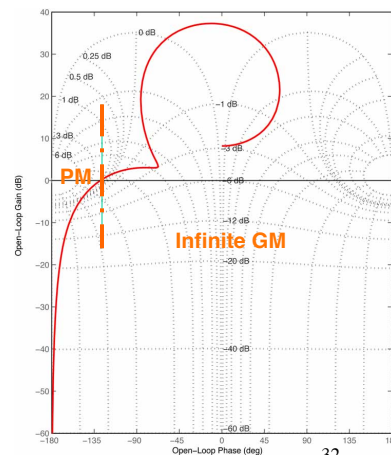 40
0 dB
30
0.25 dB
0.5 dB
20
1 dB
−1 dB
10
3 dB
−3 dB
6 dB
PM
0
−6 dB
−10
−12 dB
Infinite GM
−20
−20 dB
−30
−40
−40 dB
−50
−60
−60 dB
−180
−135
−90
−45
0
45
90
135
Open-Loop Gain (dB)
Open-Loop Phase (deg)
32